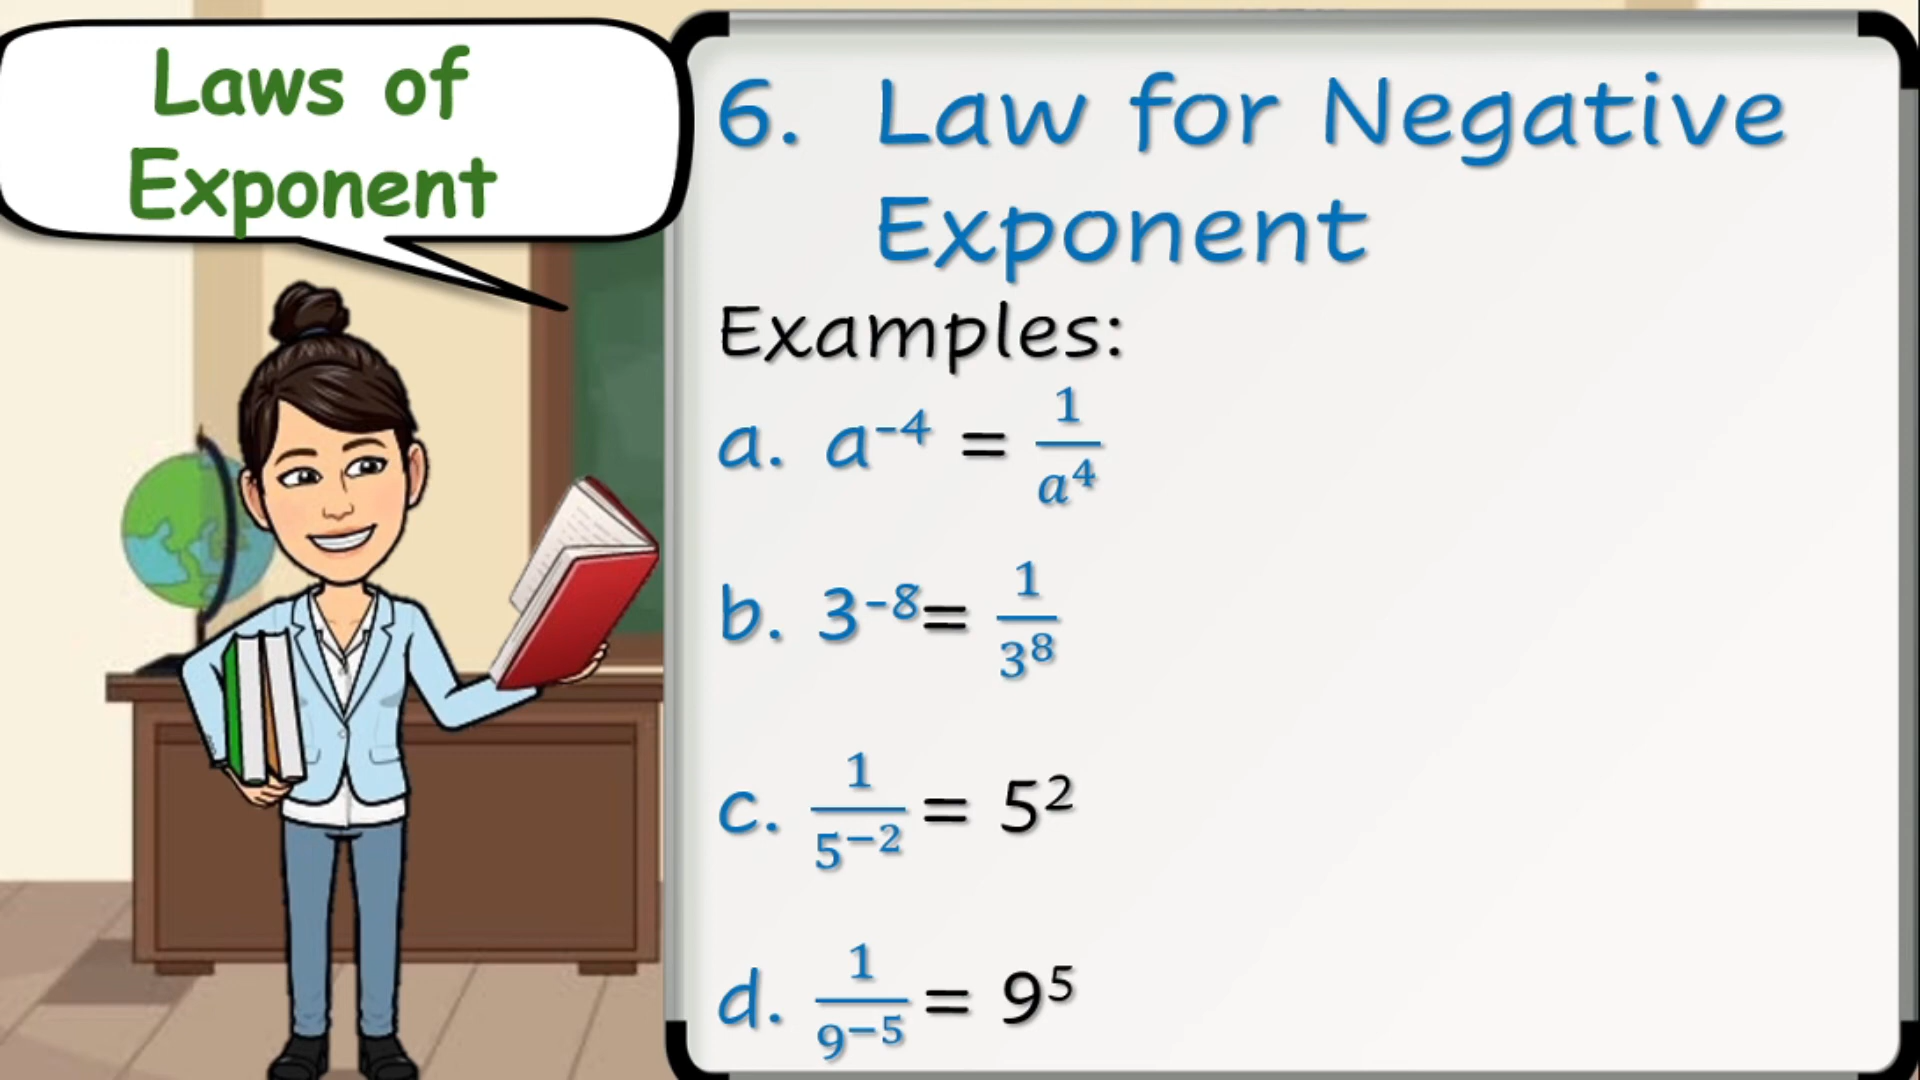 Laws of
Exponent
6. Law for Negative
Exponent
Examples:
a. a⁻⁴ = 1/a⁴
b. 3⁻⁸= 1/3⁸
c. 1/5⁻² = 5²
d. 1/9⁻⁵ = 9⁵